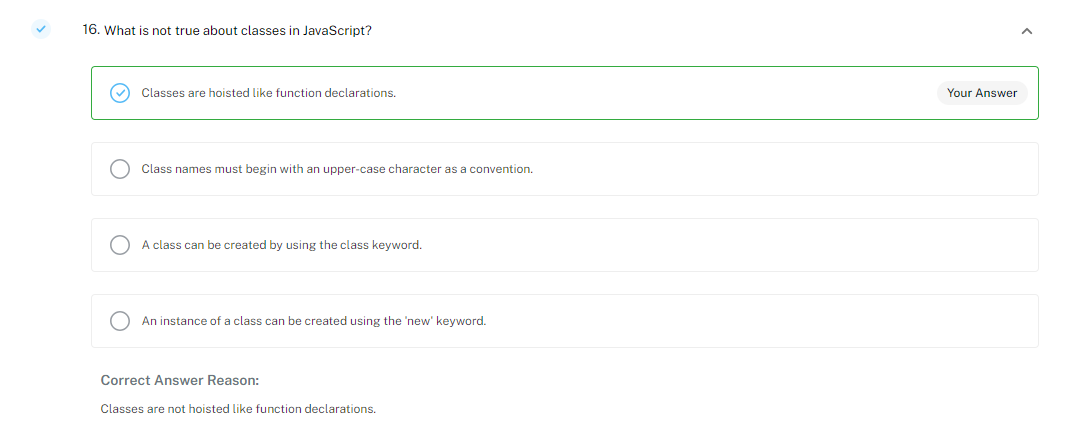 16. What is not true about classes in JavaScript?
Classes are hoisted like function declarations.
Your Answer
Class names must begin with an upper-case character as a convention.
A class can be created by using the class keyword.
An instance of a class can be created using the 'new' keyword.
Correct Answer Reason:
Classes are not hoisted like function declarations.